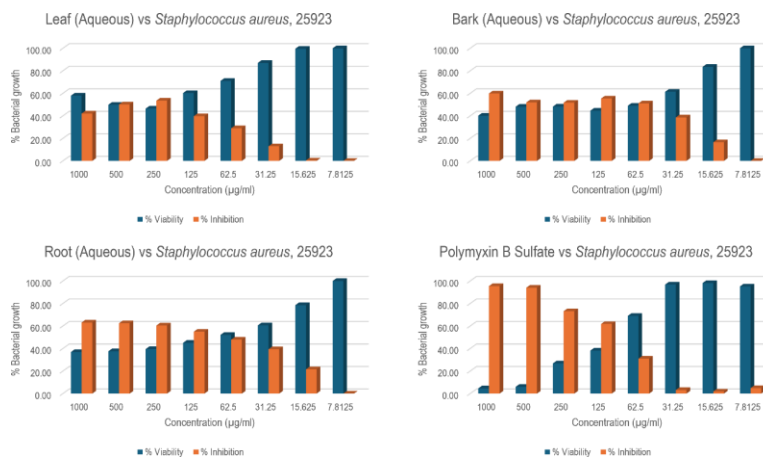 Leaf (Aqueous) vs Staphylococcus aureus, 25923
% Bacterial growth
100.00
80.00
60.00
40.00
20.00
0.00
1000 500 250 125 62.5 31.25 15.625 7.8125
Concentration (µg/ml)
% Viability % Inhibition
Bark (Aqueous) vs Staphylococcus aureus, 25923
% Bacterial growth
100.00
80.00
60.00
40.00
20.00
0.00
1000 500 250 125 62.5 31.25 15.625 7.8125
Concentration (µg/ml)
% Viability % Inhibition
Root (Aqueous) vs Staphylococcus aureus, 25923
% Bacterial growth
100.00
80.00
60.00
40.00
20.00
0.00
1000 500 250 125 62.5 31.25 15.625 7.8125
Concentration (µg/ml)
% Viability % Inhibition
Polymyxin B Sulfate vs Staphylococcus aureus, 25923
% Bacterial growth
100.00
80.00
60.00
40.00
20.00
0.00
1000 500 250 125 62.5 31.25 15.625 7.8125
Concentration (µg/ml)
% Viability % Inhibition